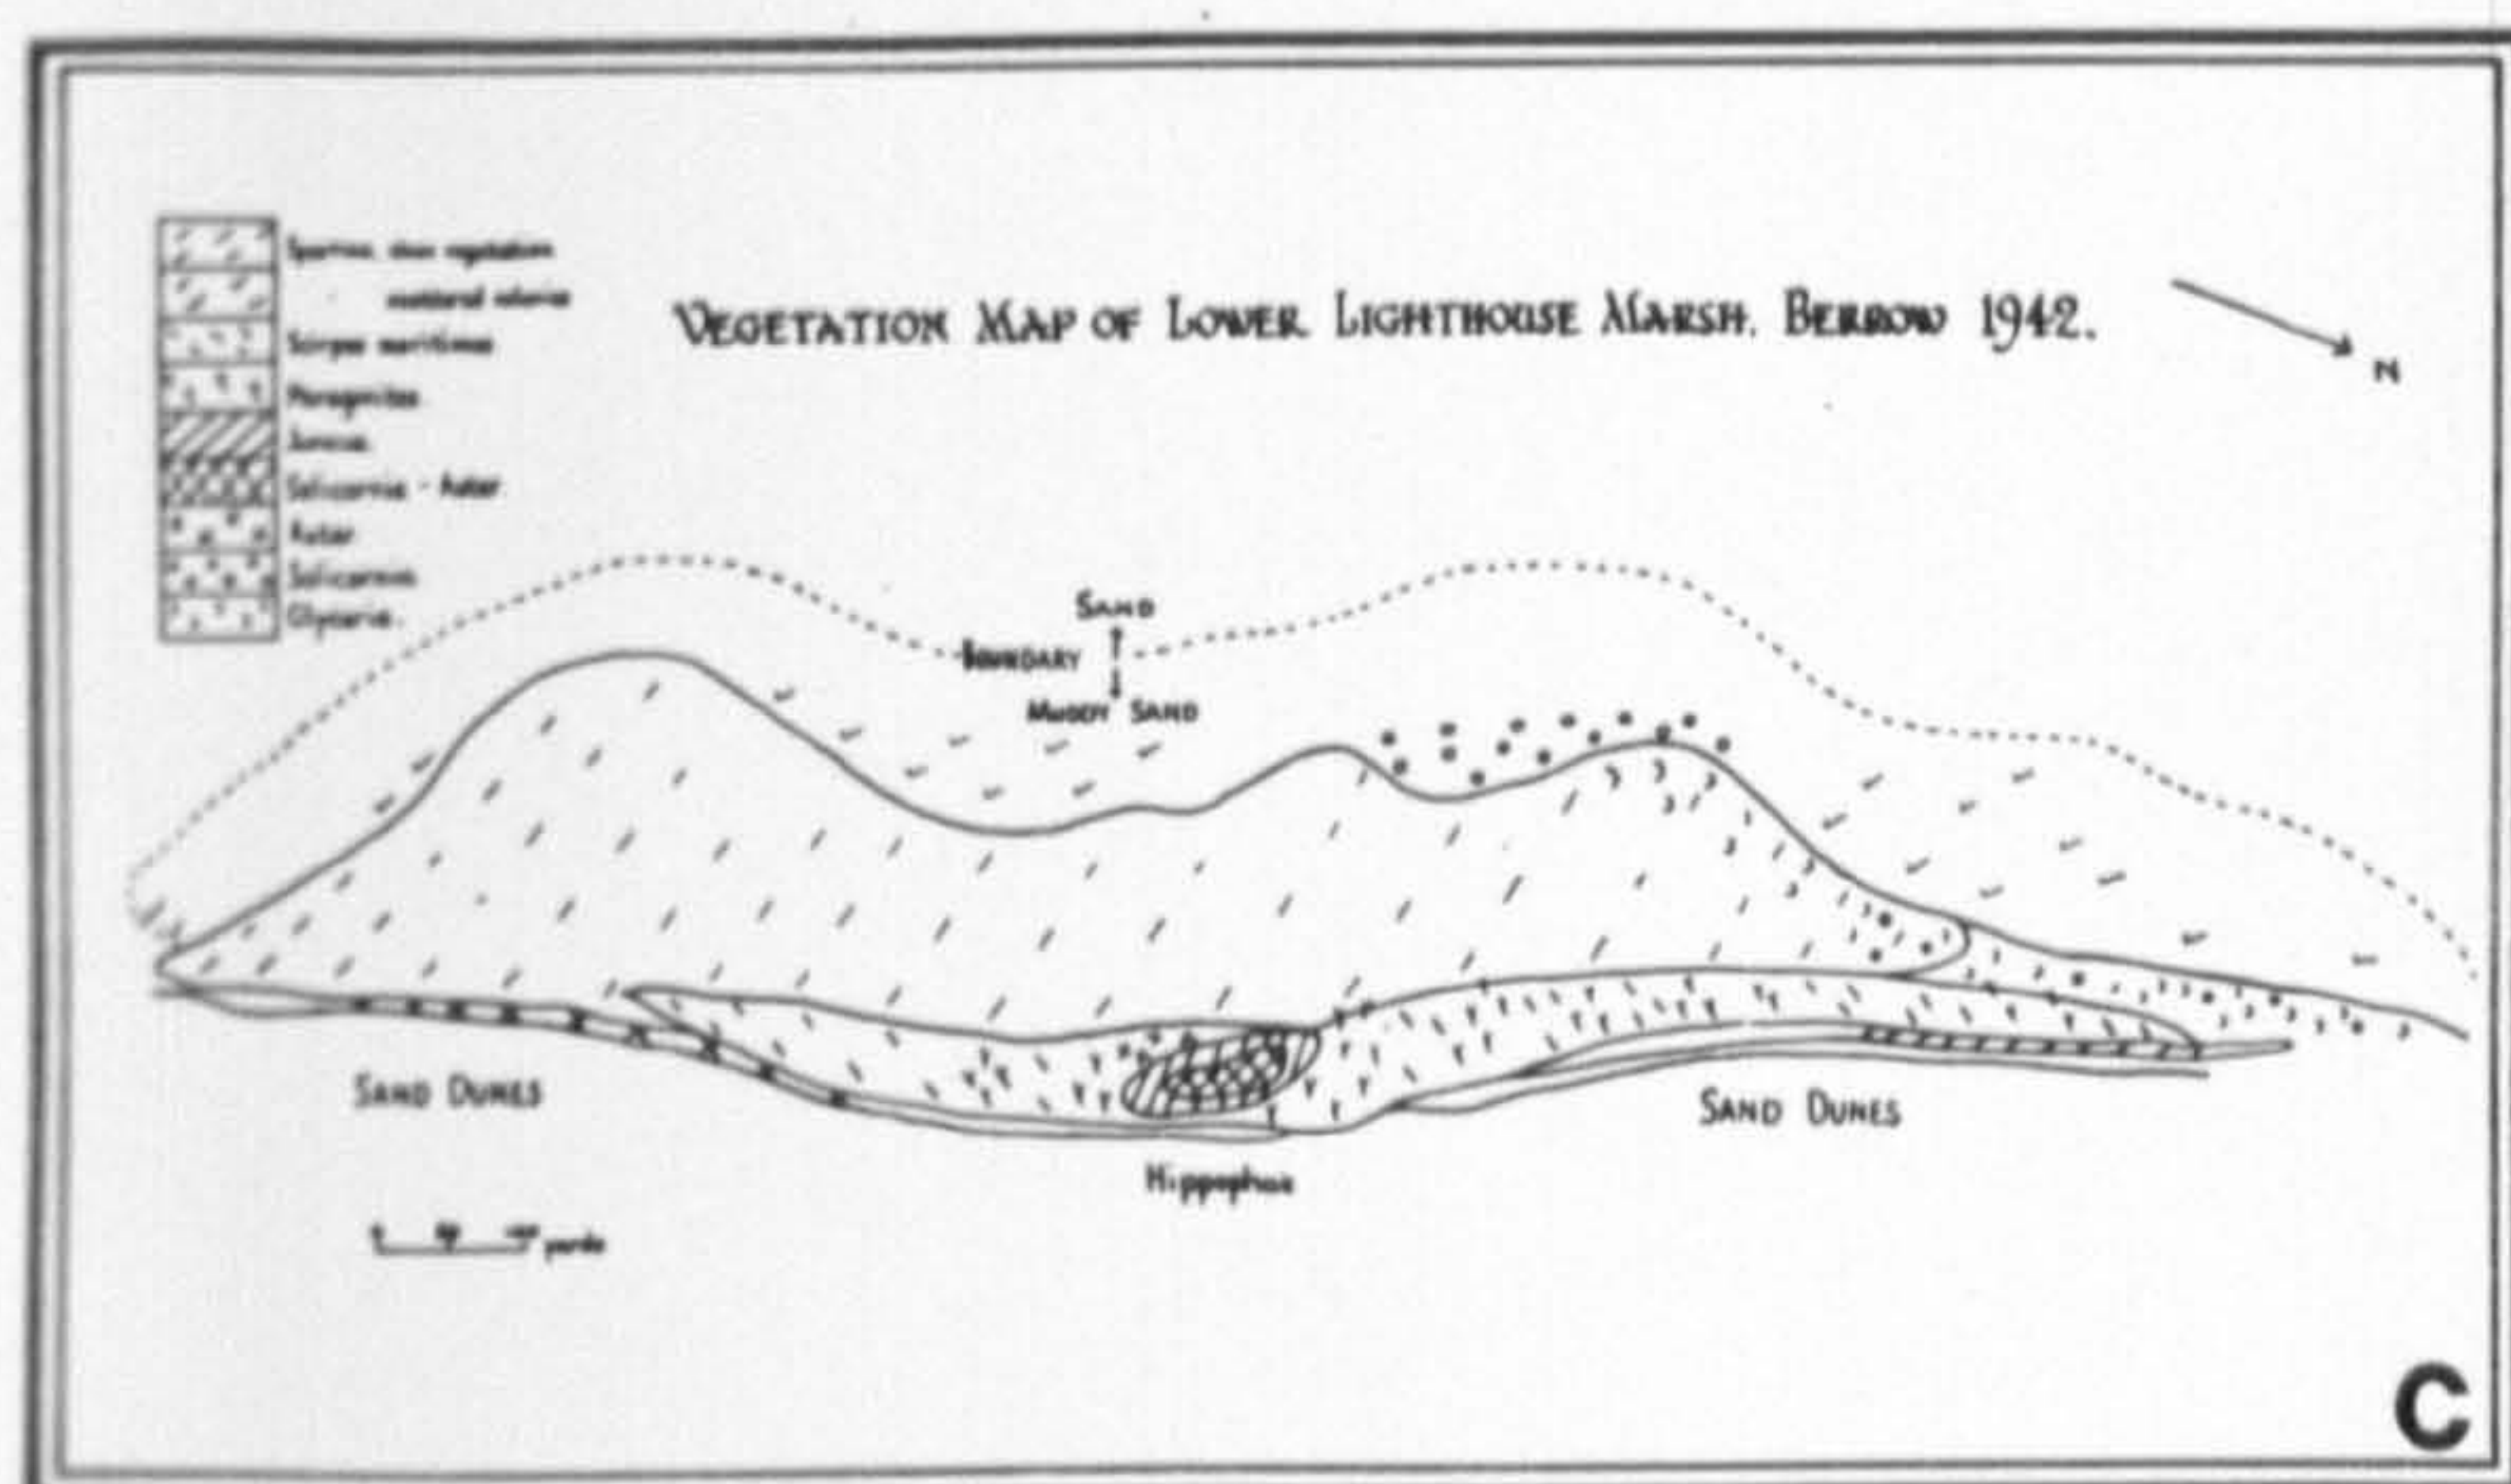 Spartina, vegetation
Scirpus maritimus
Phragmites
Juncus
Salicornia - Aster
Aster
Salicornia
Glyceria.
VEGETATION MAP OF LOWER LIGHTHOUSE MARSH. BERROW 1942.
N
SAND
BOUNDARY
MUDDY SAND
SAND DUNES
SAND DUNES
Hippophae
yards
C